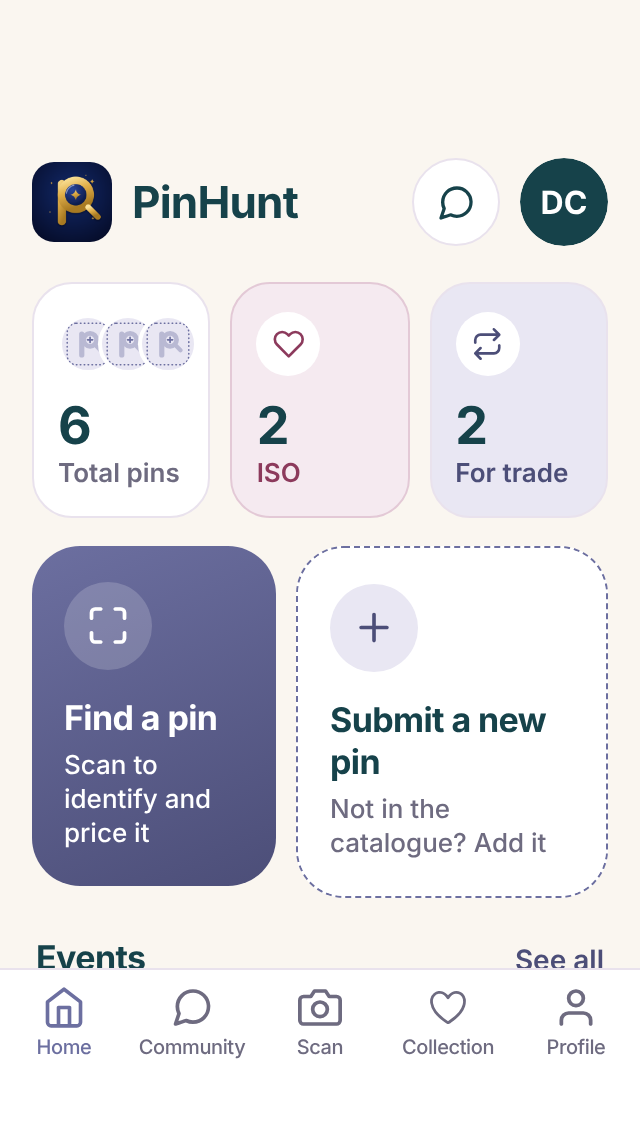 PinHunt
DC
6
Total pins
2
ISO
2
For trade
Find a pin
Scan to
identify and
price it
Submit a new
pin
Not in the
catalogue? Add it
Events
See all
Home
Community
Scan
Collection
Profile